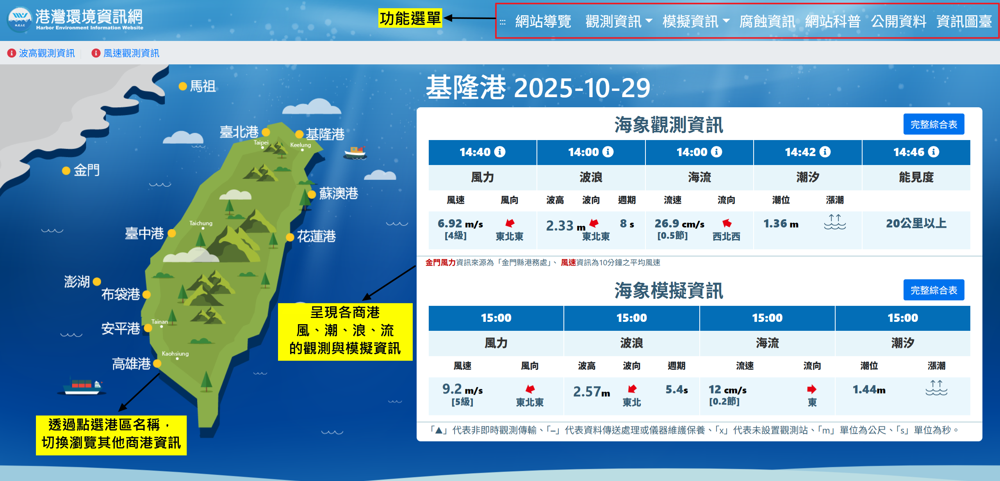 港灣環境資訊網
Harbor Environment Information Website
H.E.I.C
功能選單
::: 網站導覽 觀測資訊 模擬資訊 腐蝕資訊 網站科普 公開資料 資訊圖臺
波高觀測資訊 風速觀測資訊
馬祖
臺北港
基隆港
Taipei
Keelung
金門
蘇澳港
Taichung
臺中港
花蓮港
澎湖
布袋港
Tainan
安平港
Kaohsiung
高雄港
呈現各商港
風、潮、浪、流
的觀測與模擬資訊
透過點選港區名稱，
切換瀏覽其他商港資訊
基隆港 2025-10-29
海象觀測資訊
完整綜合表
14:40 14:00 14:00 14:42 14:46
風力 波浪 海流 潮汐 能見度
風速 風向 波高 波向 週期 流速 流向 潮位 漲潮
6.92 m/s 2.33 m 8 s 26.9 cm/s 1.36 m 20公里以上
[4級] 東北東 東北東 [0.5節] 西北西
金門風力資訊來源為「金門縣港務處」、 風速資訊為10分鐘之平均風速
海象模擬資訊
完整綜合表
15:00 15:00 15:00 15:00
風力 波浪 海流 潮汐
風速 風向 波高 波向 週期 流速 流向 潮位 漲潮
9.2 m/s 2.57m 5.4s 12 cm/s 1.44m
[5級] 東北東 東北 [0.2節] 東
「▲」代表非即時觀測傳輸、「–」代表資料傳送處理或儀器維護保養、「x」代表未設置觀測站、「m」單位為公尺、「s」單位為秒。